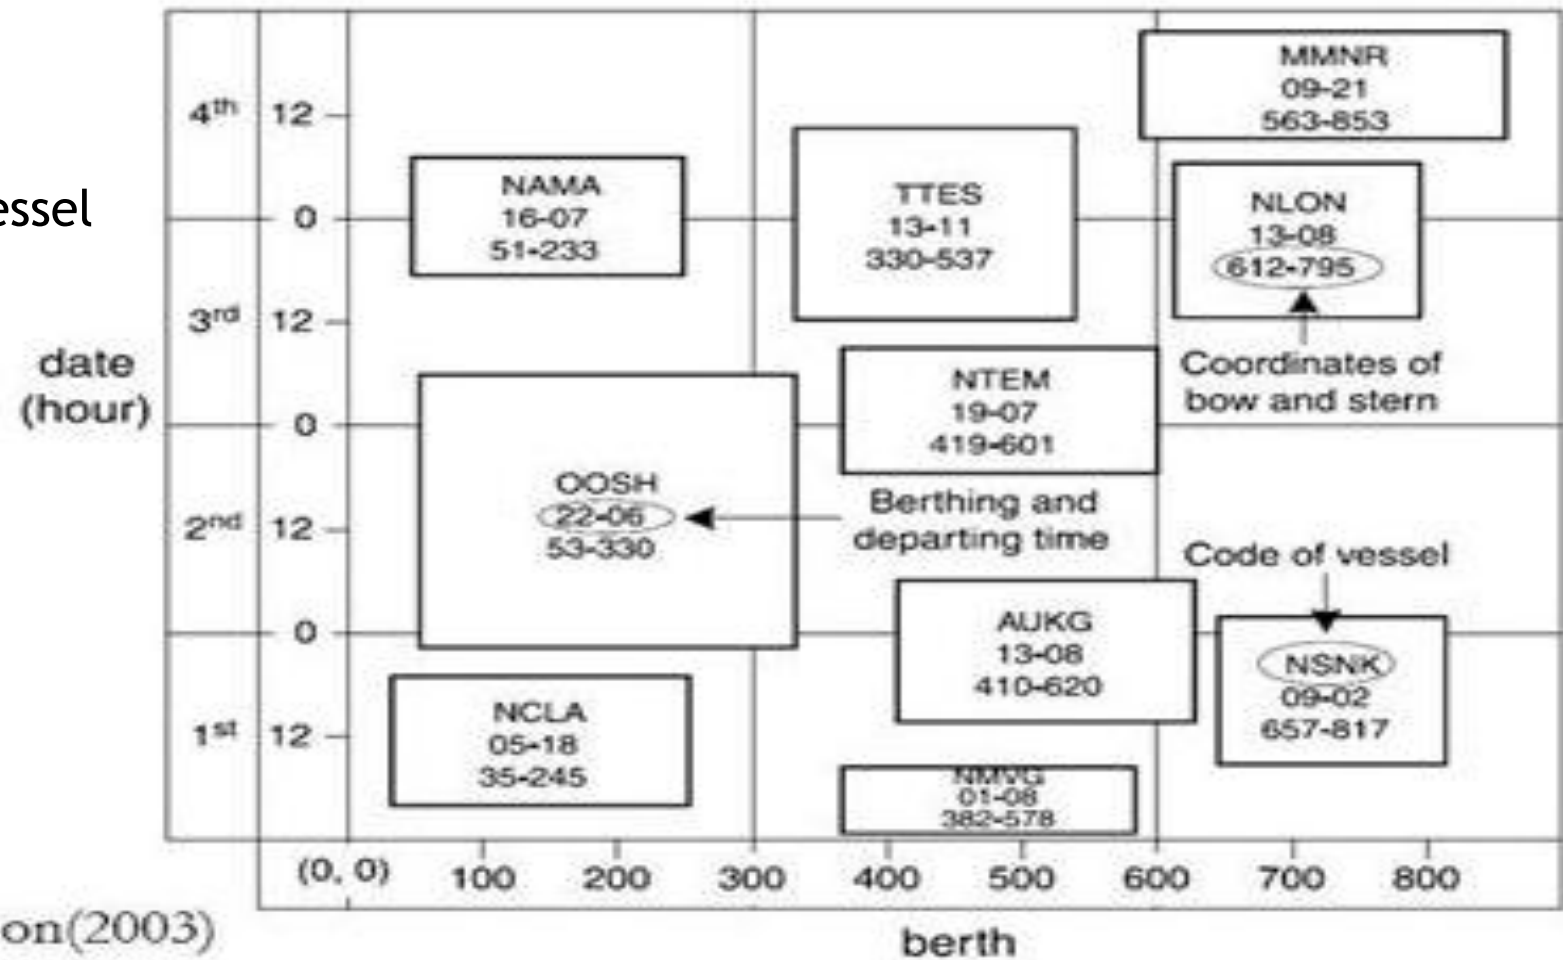 essel
date
(hour)
4th
3rd
2nd
1st
12
0
12
0
12
0
12
MMNR
09-21
563-853
NAMA
16-07
51-233
TTES
13-11
330-537
NLON
13-08
612-795
Coordinates of
bow and stern
NTEM
19-07
419-601
OOSH
22-06
53-330
Berthing and
departing time
Code of vessel
AUKG
13-08
410-620
NSNK
09-02
657-817
NCLA
05-18
35-245
NMVG
01-08
382-578
(0, 0) 100 200 300 400 500 600 700 800
berth
on(2003)